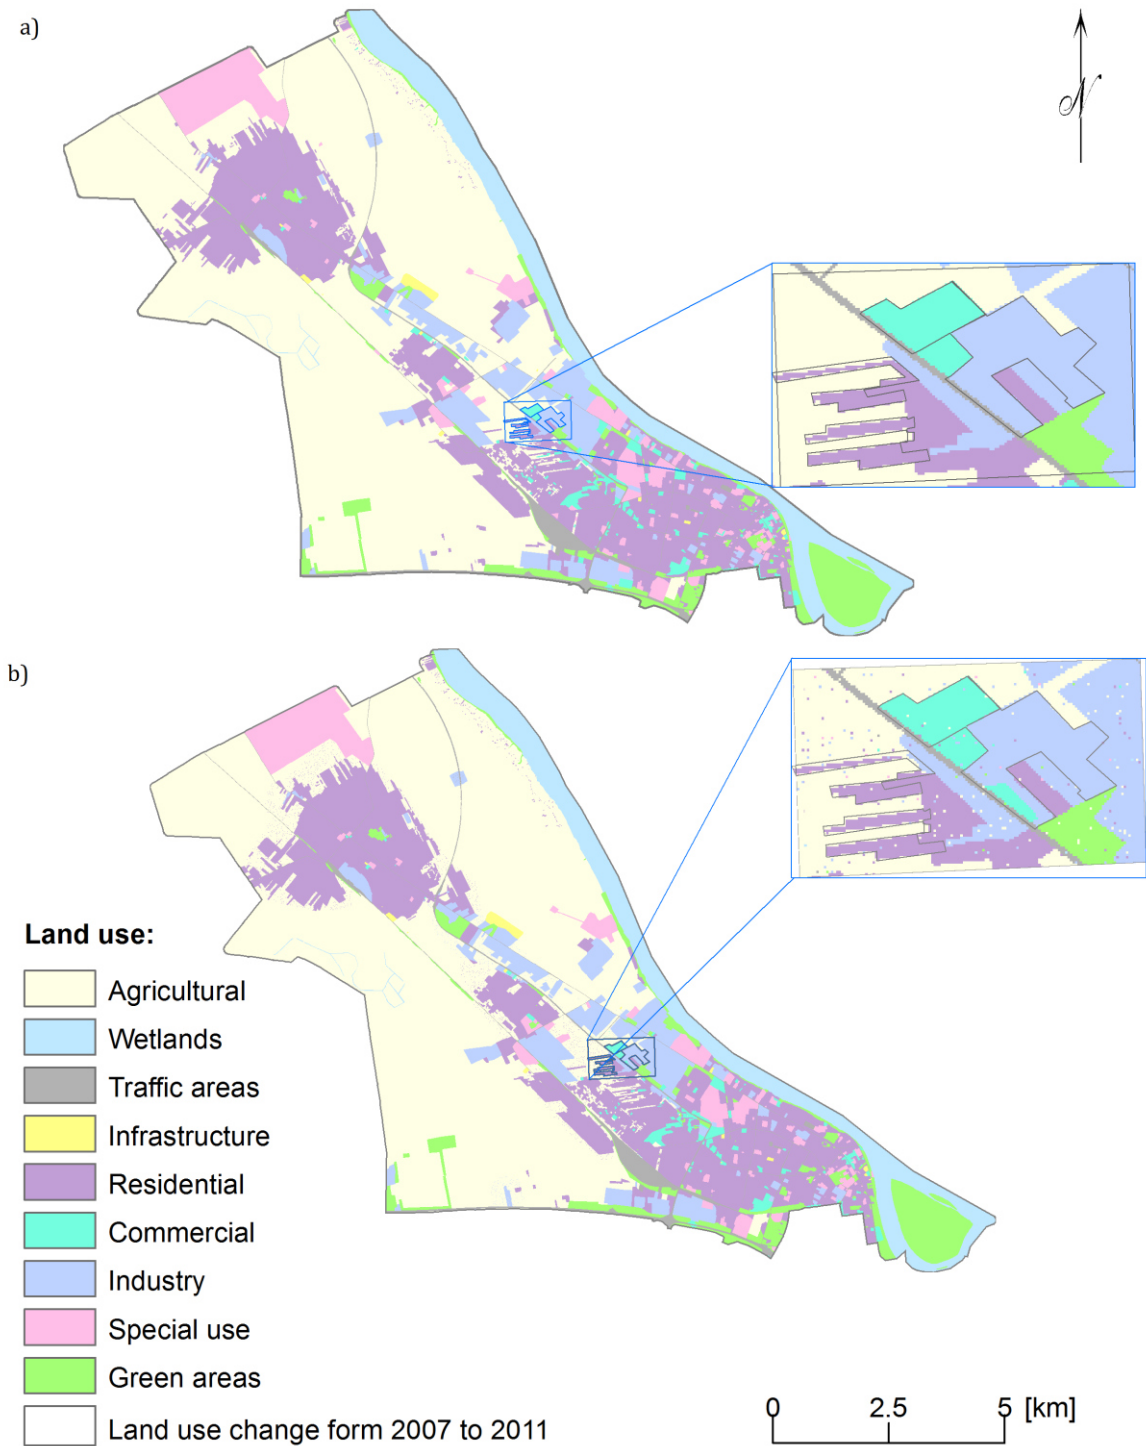 a)
N
b)
Land use:
Agricultural
Wetlands
Traffic areas
Infrastructure
Residential
Commercial
Industry
Special use
Green areas
Land use change form 2007 to 2011
0 2.5 5 [km]